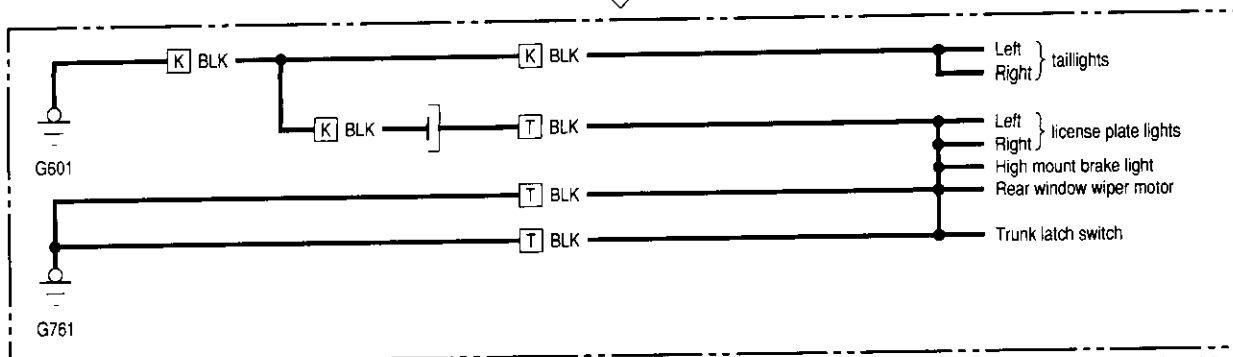 K BLK K BLK Left } taillights
Right
K BLK T BLK Left } license plate lights
Right
G601 High mount brake light
T BLK Rear window wiper motor
T BLK Trunk latch switch
G761